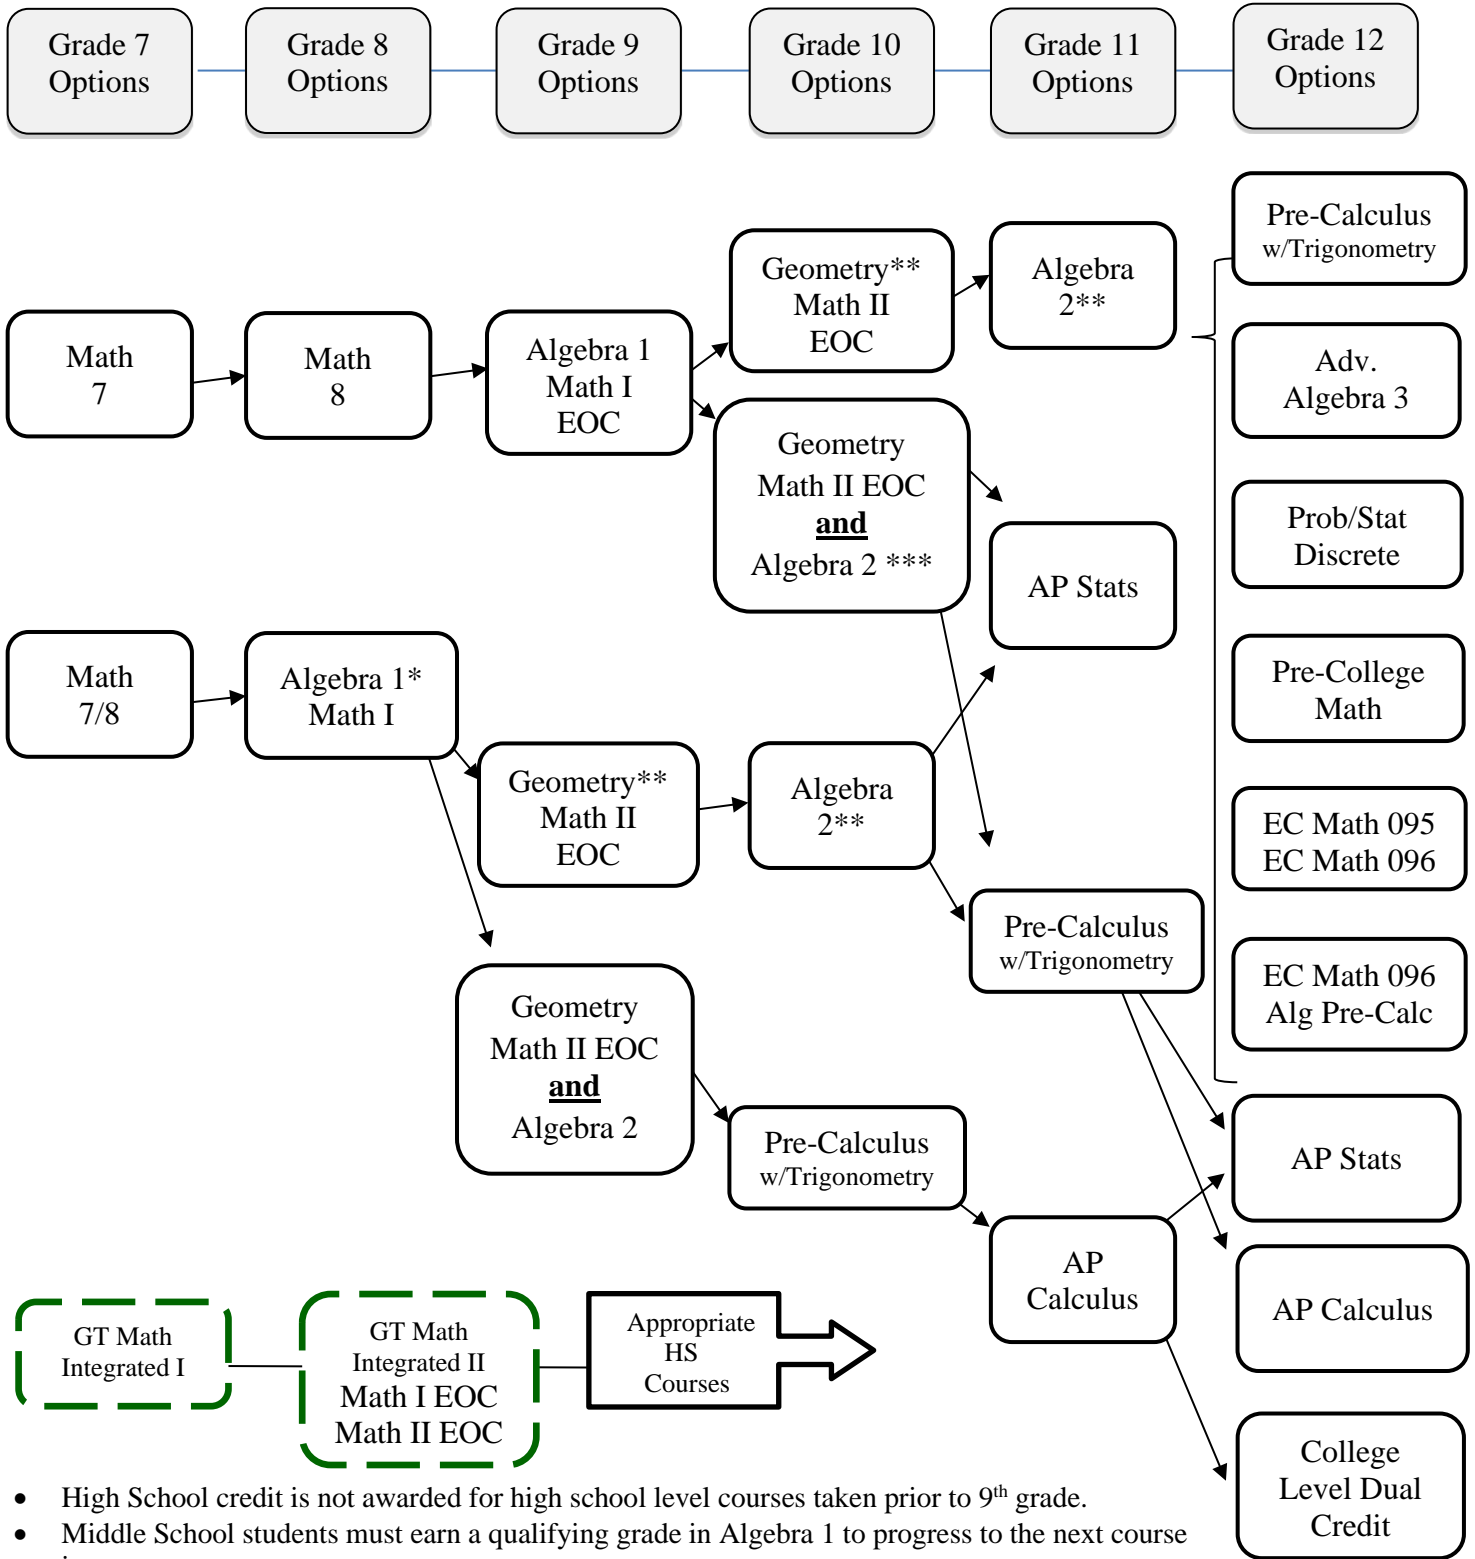 Grade 7
Options
Grade 8
Options
Grade 9
Options
Grade 10
Options
Grade 11
Options
Grade 12
Options
Math
7
Math
8
Algebra 1
Math I
EOC
Geometry**
Math II
EOC
Algebra
2**
Geometry
Math II EOC
and
Algebra 2 ***
AP Stats
Pre-Calculus
w/Trigonometry
Adv.
Algebra 3
Prob/Stat
Discrete
Pre-College
Math
EC Math 095
EC Math 096
EC Math 096
Alg Pre-Calc
Math
7/8
Algebra 1*
Math I
Geometry**
Math II
EOC
Algebra
2**
Pre-Calculus
w/Trigonometry
Geometry
Math II EOC
and
Algebra 2
Pre-Calculus
w/Trigonometry
AP
Calculus
AP Stats
AP Calculus
College
Level Dual
Credit
GT Math
Integrated I
GT Math
Integrated II
Math I EOC
Math II EOC
Appropriate
HS
Courses
• High School credit is not awarded for high school level courses taken prior to 9th grade.
• Middle School students must earn a qualifying grade in Algebra 1 to progress to the next course